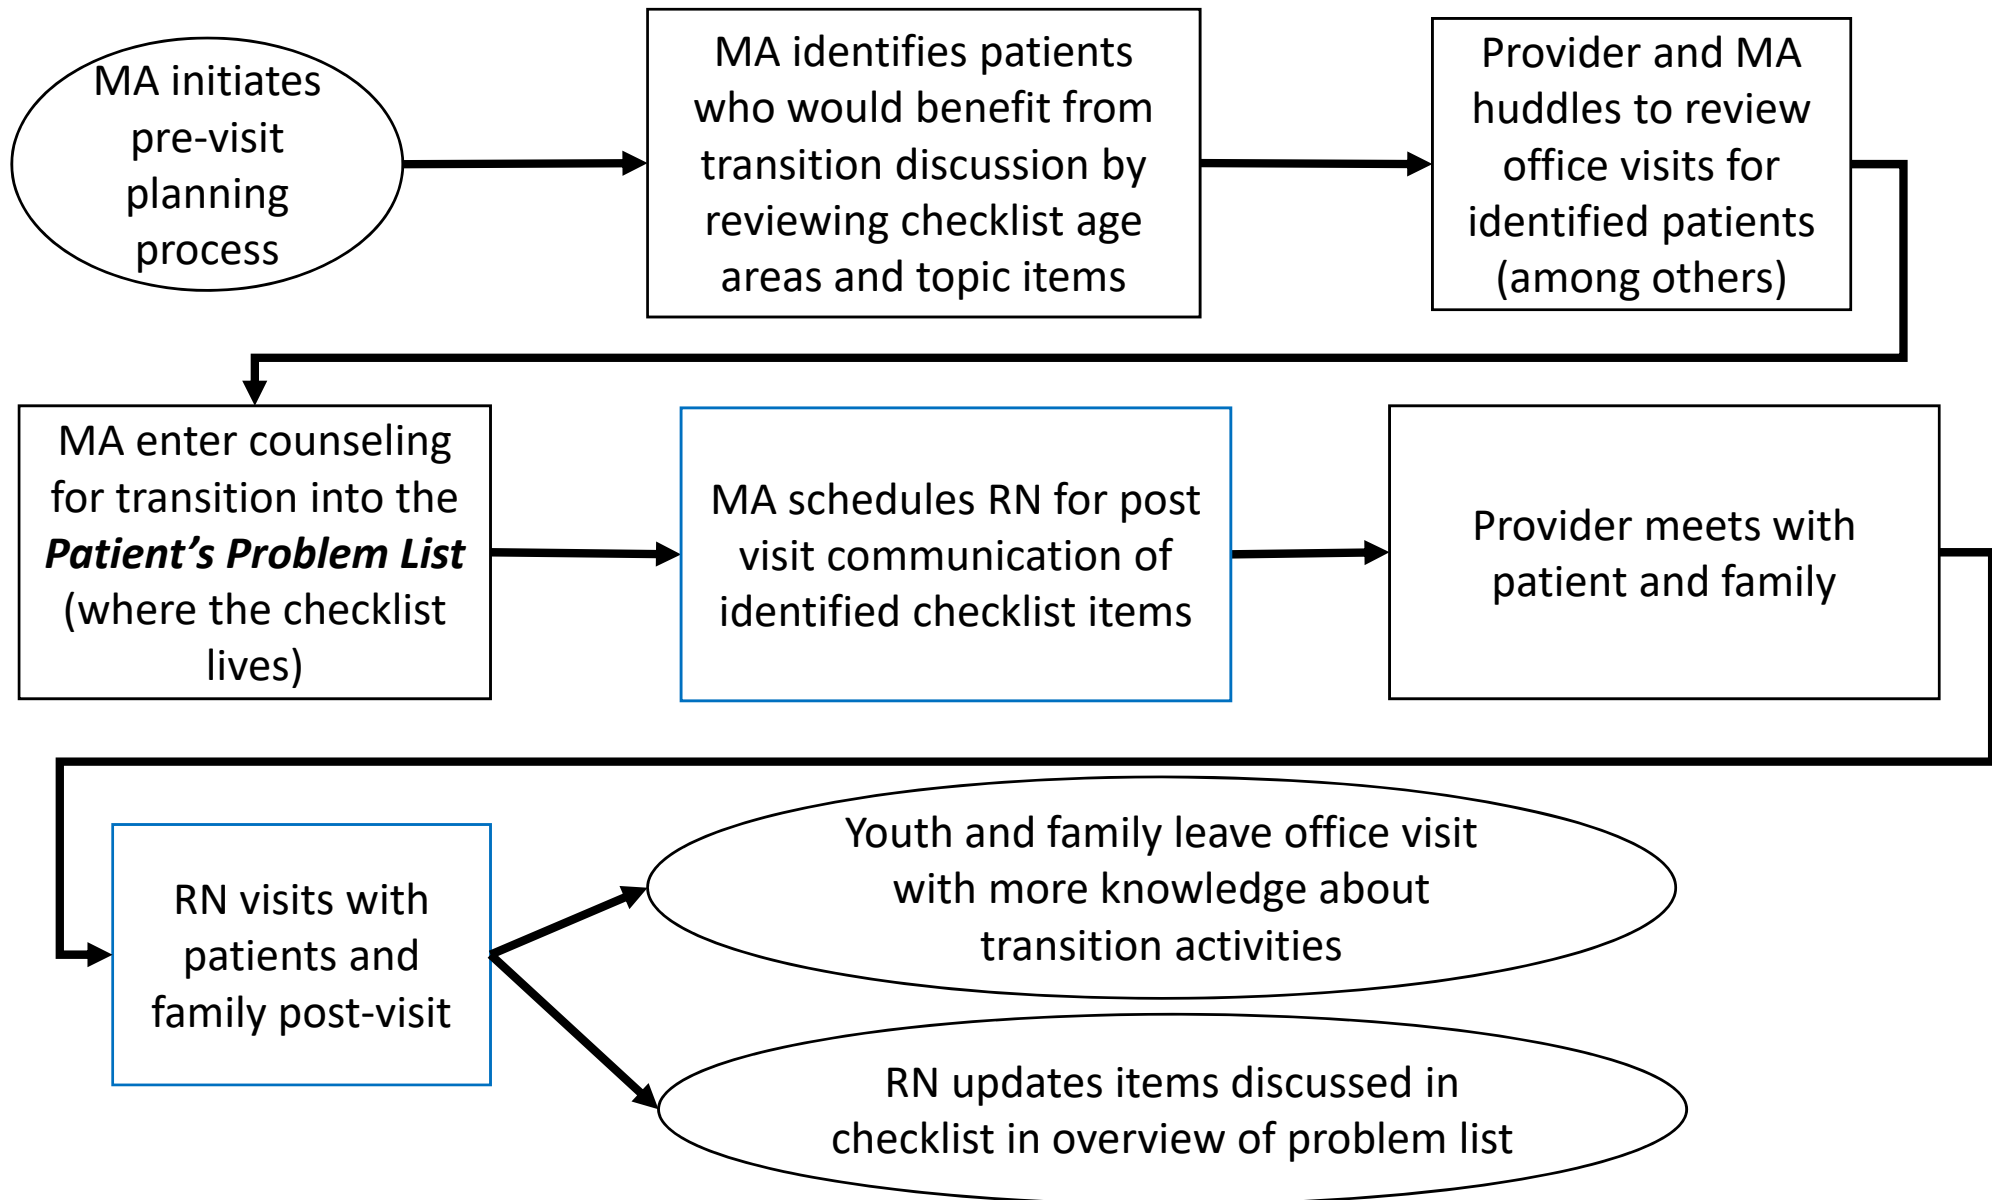 MA initiates
pre-visit
planning
process
MA identifies patients
who would benefit from
transition discussion by
reviewing checklist age
areas and topic items
Provider and MA
huddles to review
office visits for
identified patients
(among others)
MA enter counseling
for transition into the
Patient’s Problem List
(where the checklist
lives)
MA schedules RN for post
visit communication of
identified checklist items
Provider meets with
patient and family
RN visits with
patients and
family post-visit
Youth and family leave office visit
with more knowledge about
transition activities
RN updates items discussed in
checklist in overview of problem list